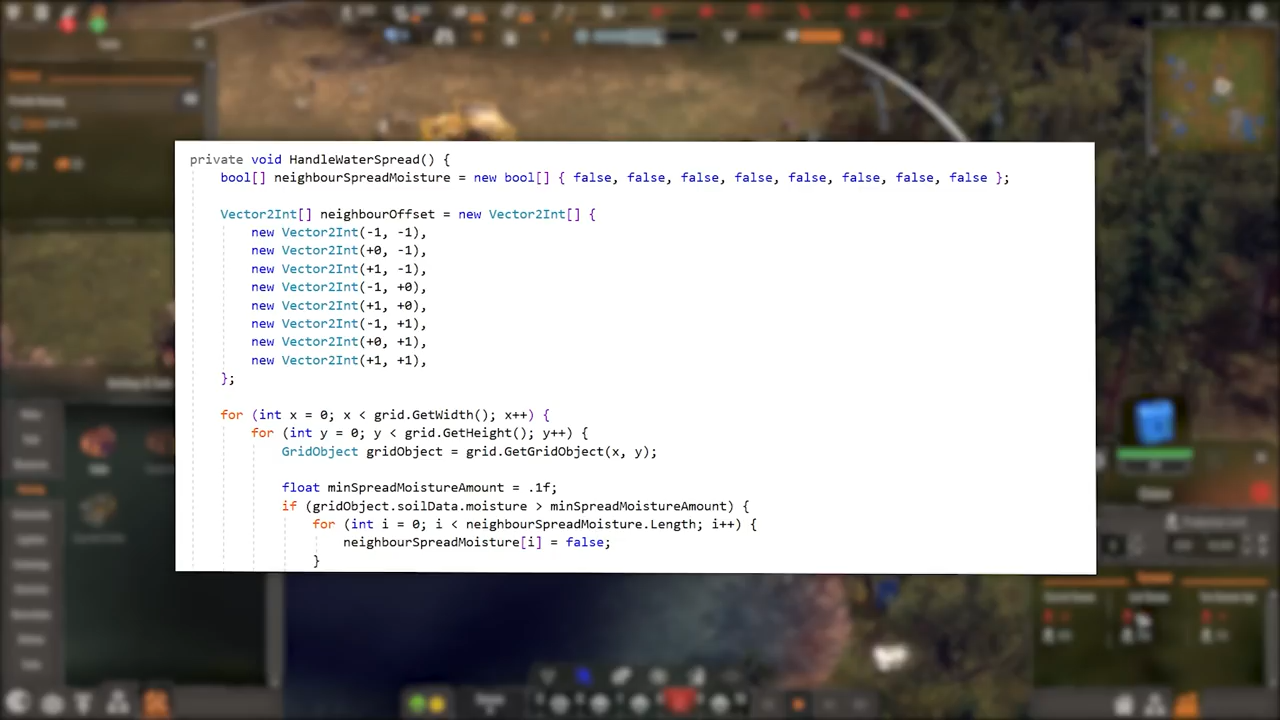 private void HandleWaterSpread() {
bool[] neighbourSpreadMoisture = new bool[] { false, false, false, false, false, false, false, false };
Vector2Int[] neighbourOffset = new Vector2Int[] {
new Vector2Int(-1, -1),
new Vector2Int(+0, -1),
new Vector2Int(+1, -1),
new Vector2Int(-1, +0),
new Vector2Int(+1, +0),
new Vector2Int(-1, +1),
new Vector2Int(+0, +1),
new Vector2Int(+1, +1),
};
for (int x = 0; x < grid.GetWidth(); x++) {
for (int y = 0; y < grid.GetHeight(); y++) {
GridObject gridObject = grid.GetGridObject(x, y);
float minSpreadMoistureAmount = .1f;
if (gridObject.soilData.moisture > minSpreadMoistureAmount) {
for (int i = 0; i < neighbourSpreadMoisture.Length; i++) {
neighbourSpreadMoisture[i] = false;
}